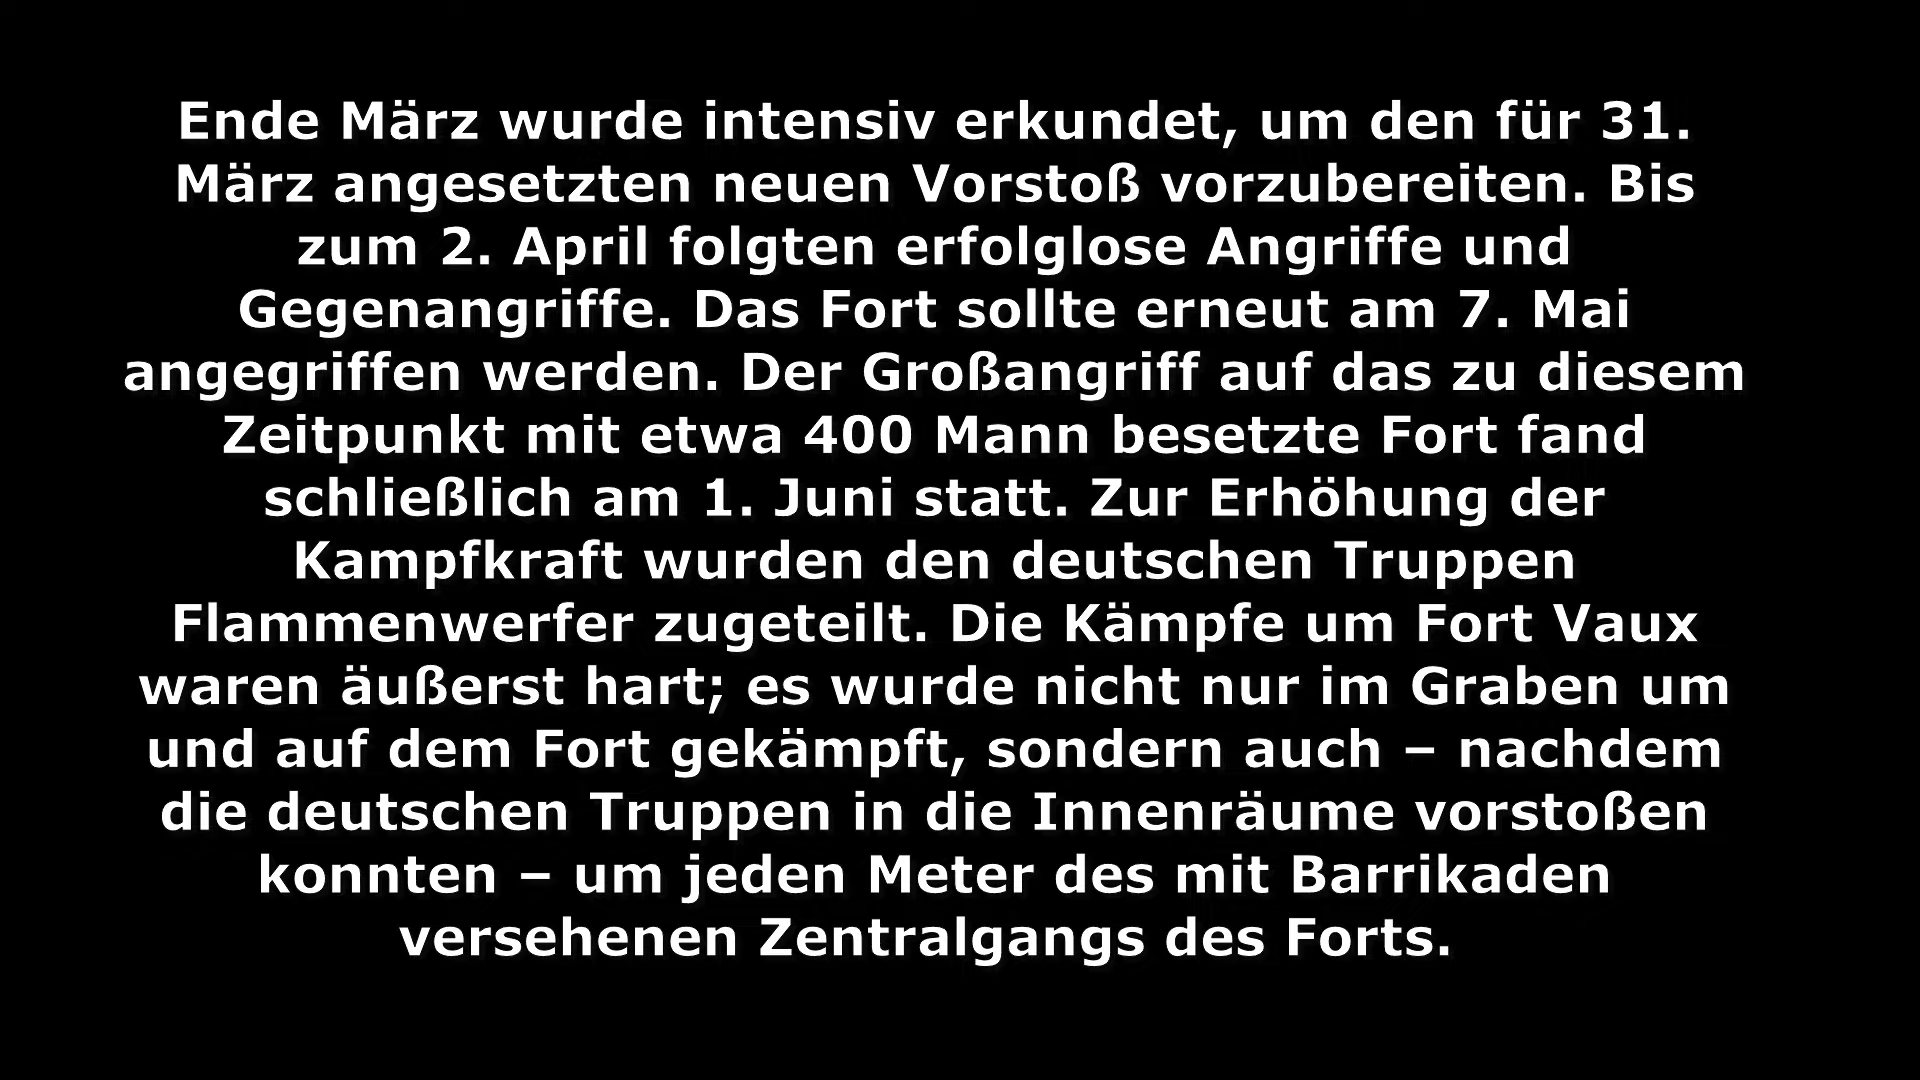 Ende März wurde intensiv erkundet, um den für 31.
März angesetzten neuen Vorstoß vorzubereiten. Bis
zum 2. April folgten erfolglose Angriffe und
Gegenangriffe. Das Fort sollte erneut am 7. Mai
angegriffen werden. Der Großangriff auf das zu diesem
Zeitpunkt mit etwa 400 Mann besetzte Fort fand
schließlich am 1. Juni statt. Zur Erhöhung der
Kampfkraft wurden den deutschen Truppen
Flammenwerfer zugeteilt. Die Kämpfe um Fort Vaux
waren äußerst hart; es wurde nicht nur im Graben um
und auf dem Fort gekämpft, sondern auch – nachdem
die deutschen Truppen in die Innenräume vorstoßen
konnten – um jeden Meter des mit Barrikaden
versehenen Zentralgangs des Forts.